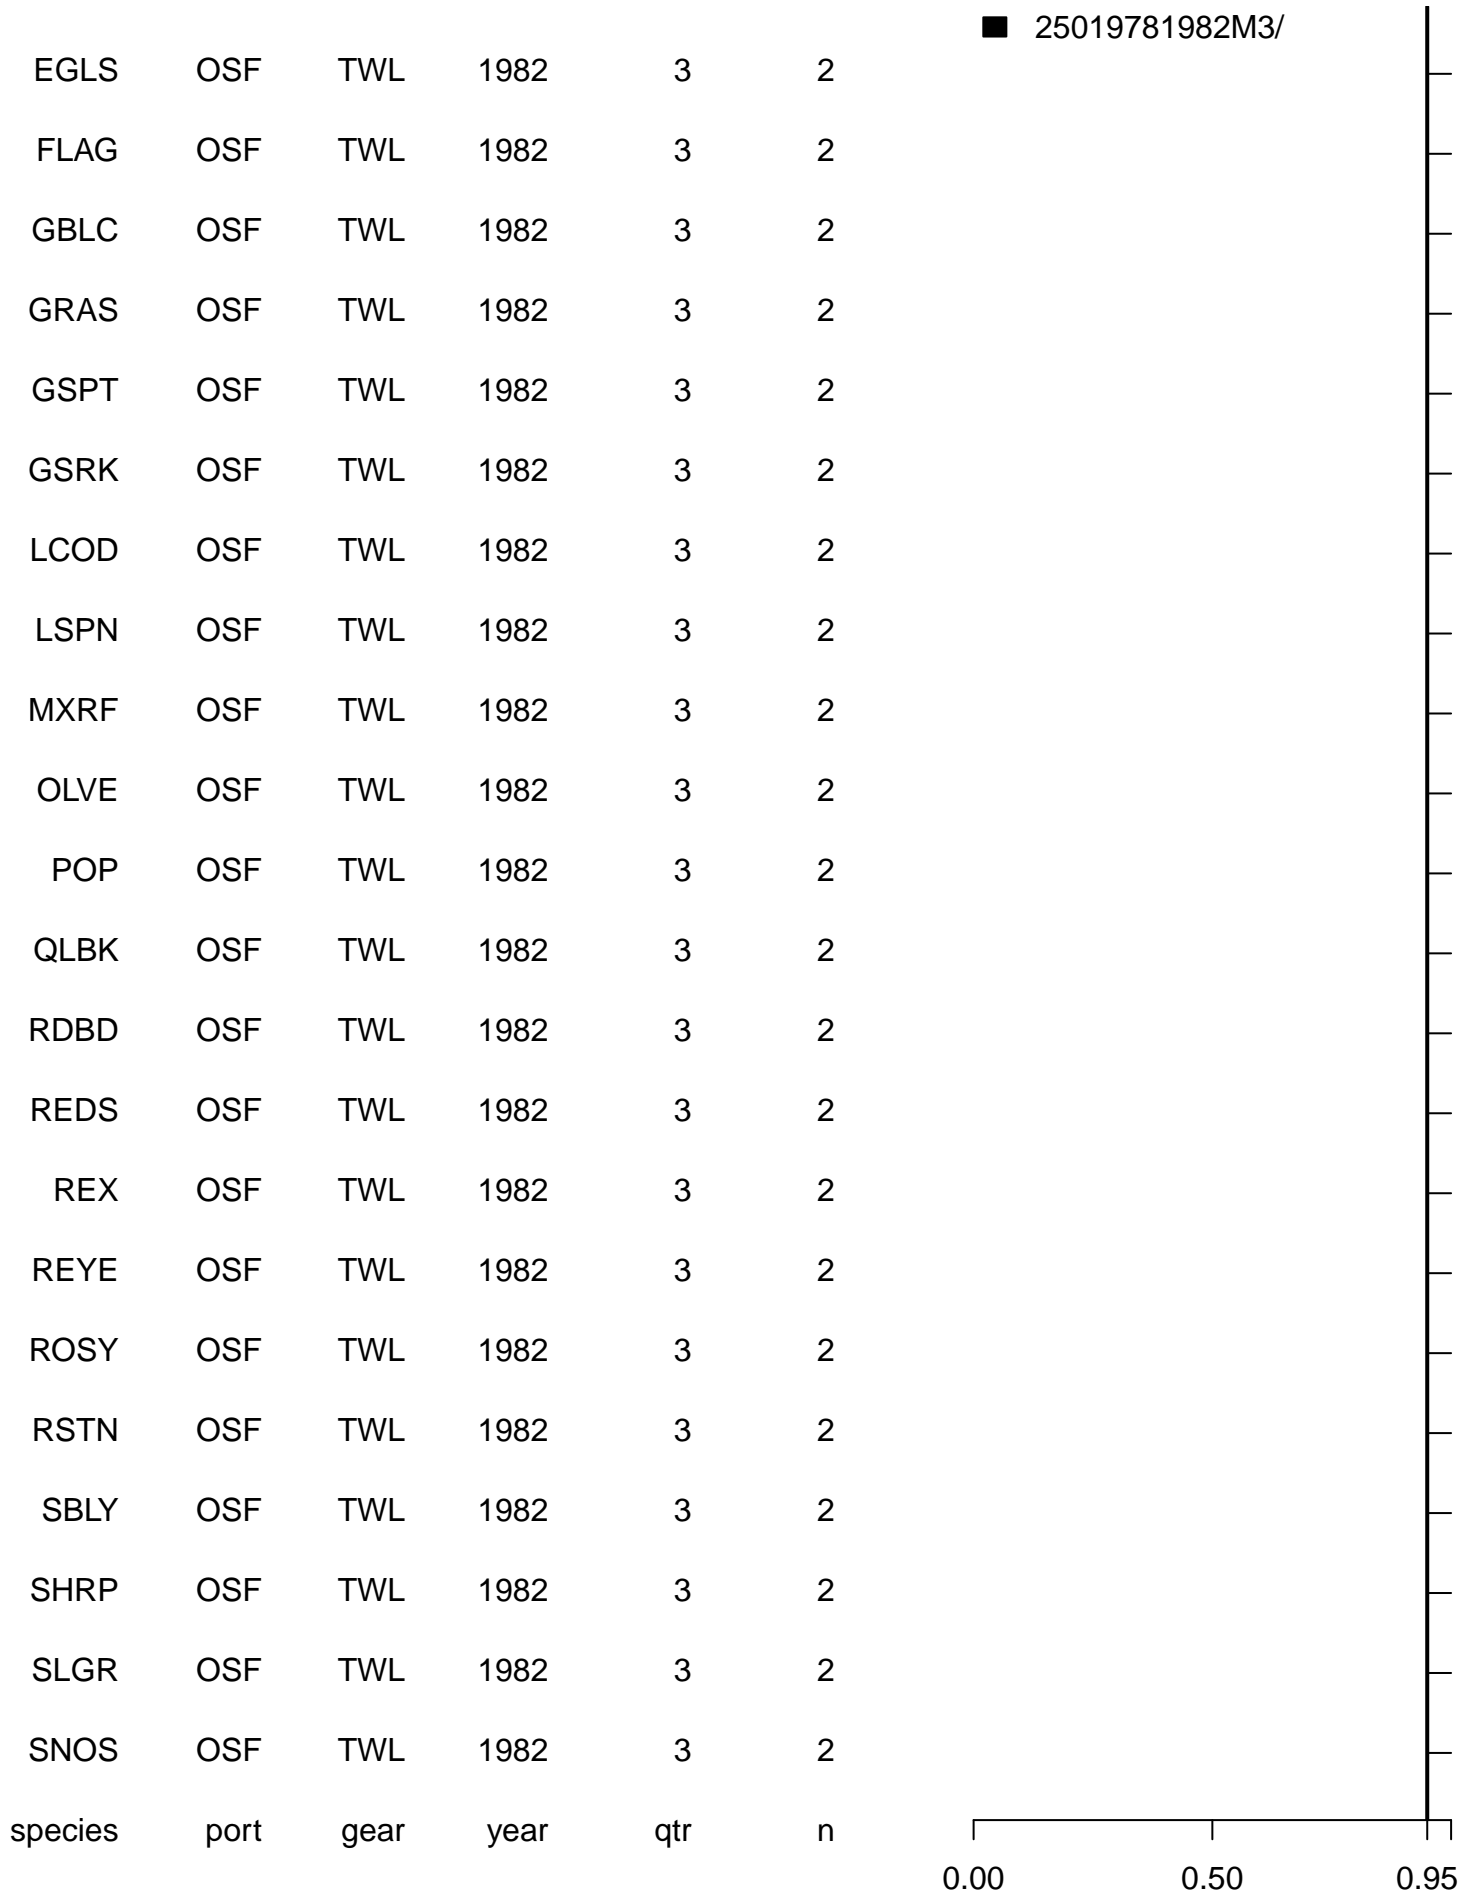 25019781982M3/
EGLS OSF TWL 1982 3 2
FLAG OSF TWL 1982 3 2
GBLC OSF TWL 1982 3 2
GRAS OSF TWL 1982 3 2
GSPT OSF TWL 1982 3 2
GSRK OSF TWL 1982 3 2
LCOD OSF TWL 1982 3 2
LSPN OSF TWL 1982 3 2
MXRF OSF TWL 1982 3 2
OLVE OSF TWL 1982 3 2
POP OSF TWL 1982 3 2
QLBK OSF TWL 1982 3 2
RDBD OSF TWL 1982 3 2
REDS OSF TWL 1982 3 2
REX OSF TWL 1982 3 2
REYE OSF TWL 1982 3 2
ROSY OSF TWL 1982 3 2
RSTN OSF TWL 1982 3 2
SBLY OSF TWL 1982 3 2
SHRP OSF TWL 1982 3 2
SLGR OSF TWL 1982 3 2
SNOS OSF TWL 1982 3 2
species port gear year qtr n
0.00 0.50 0.95